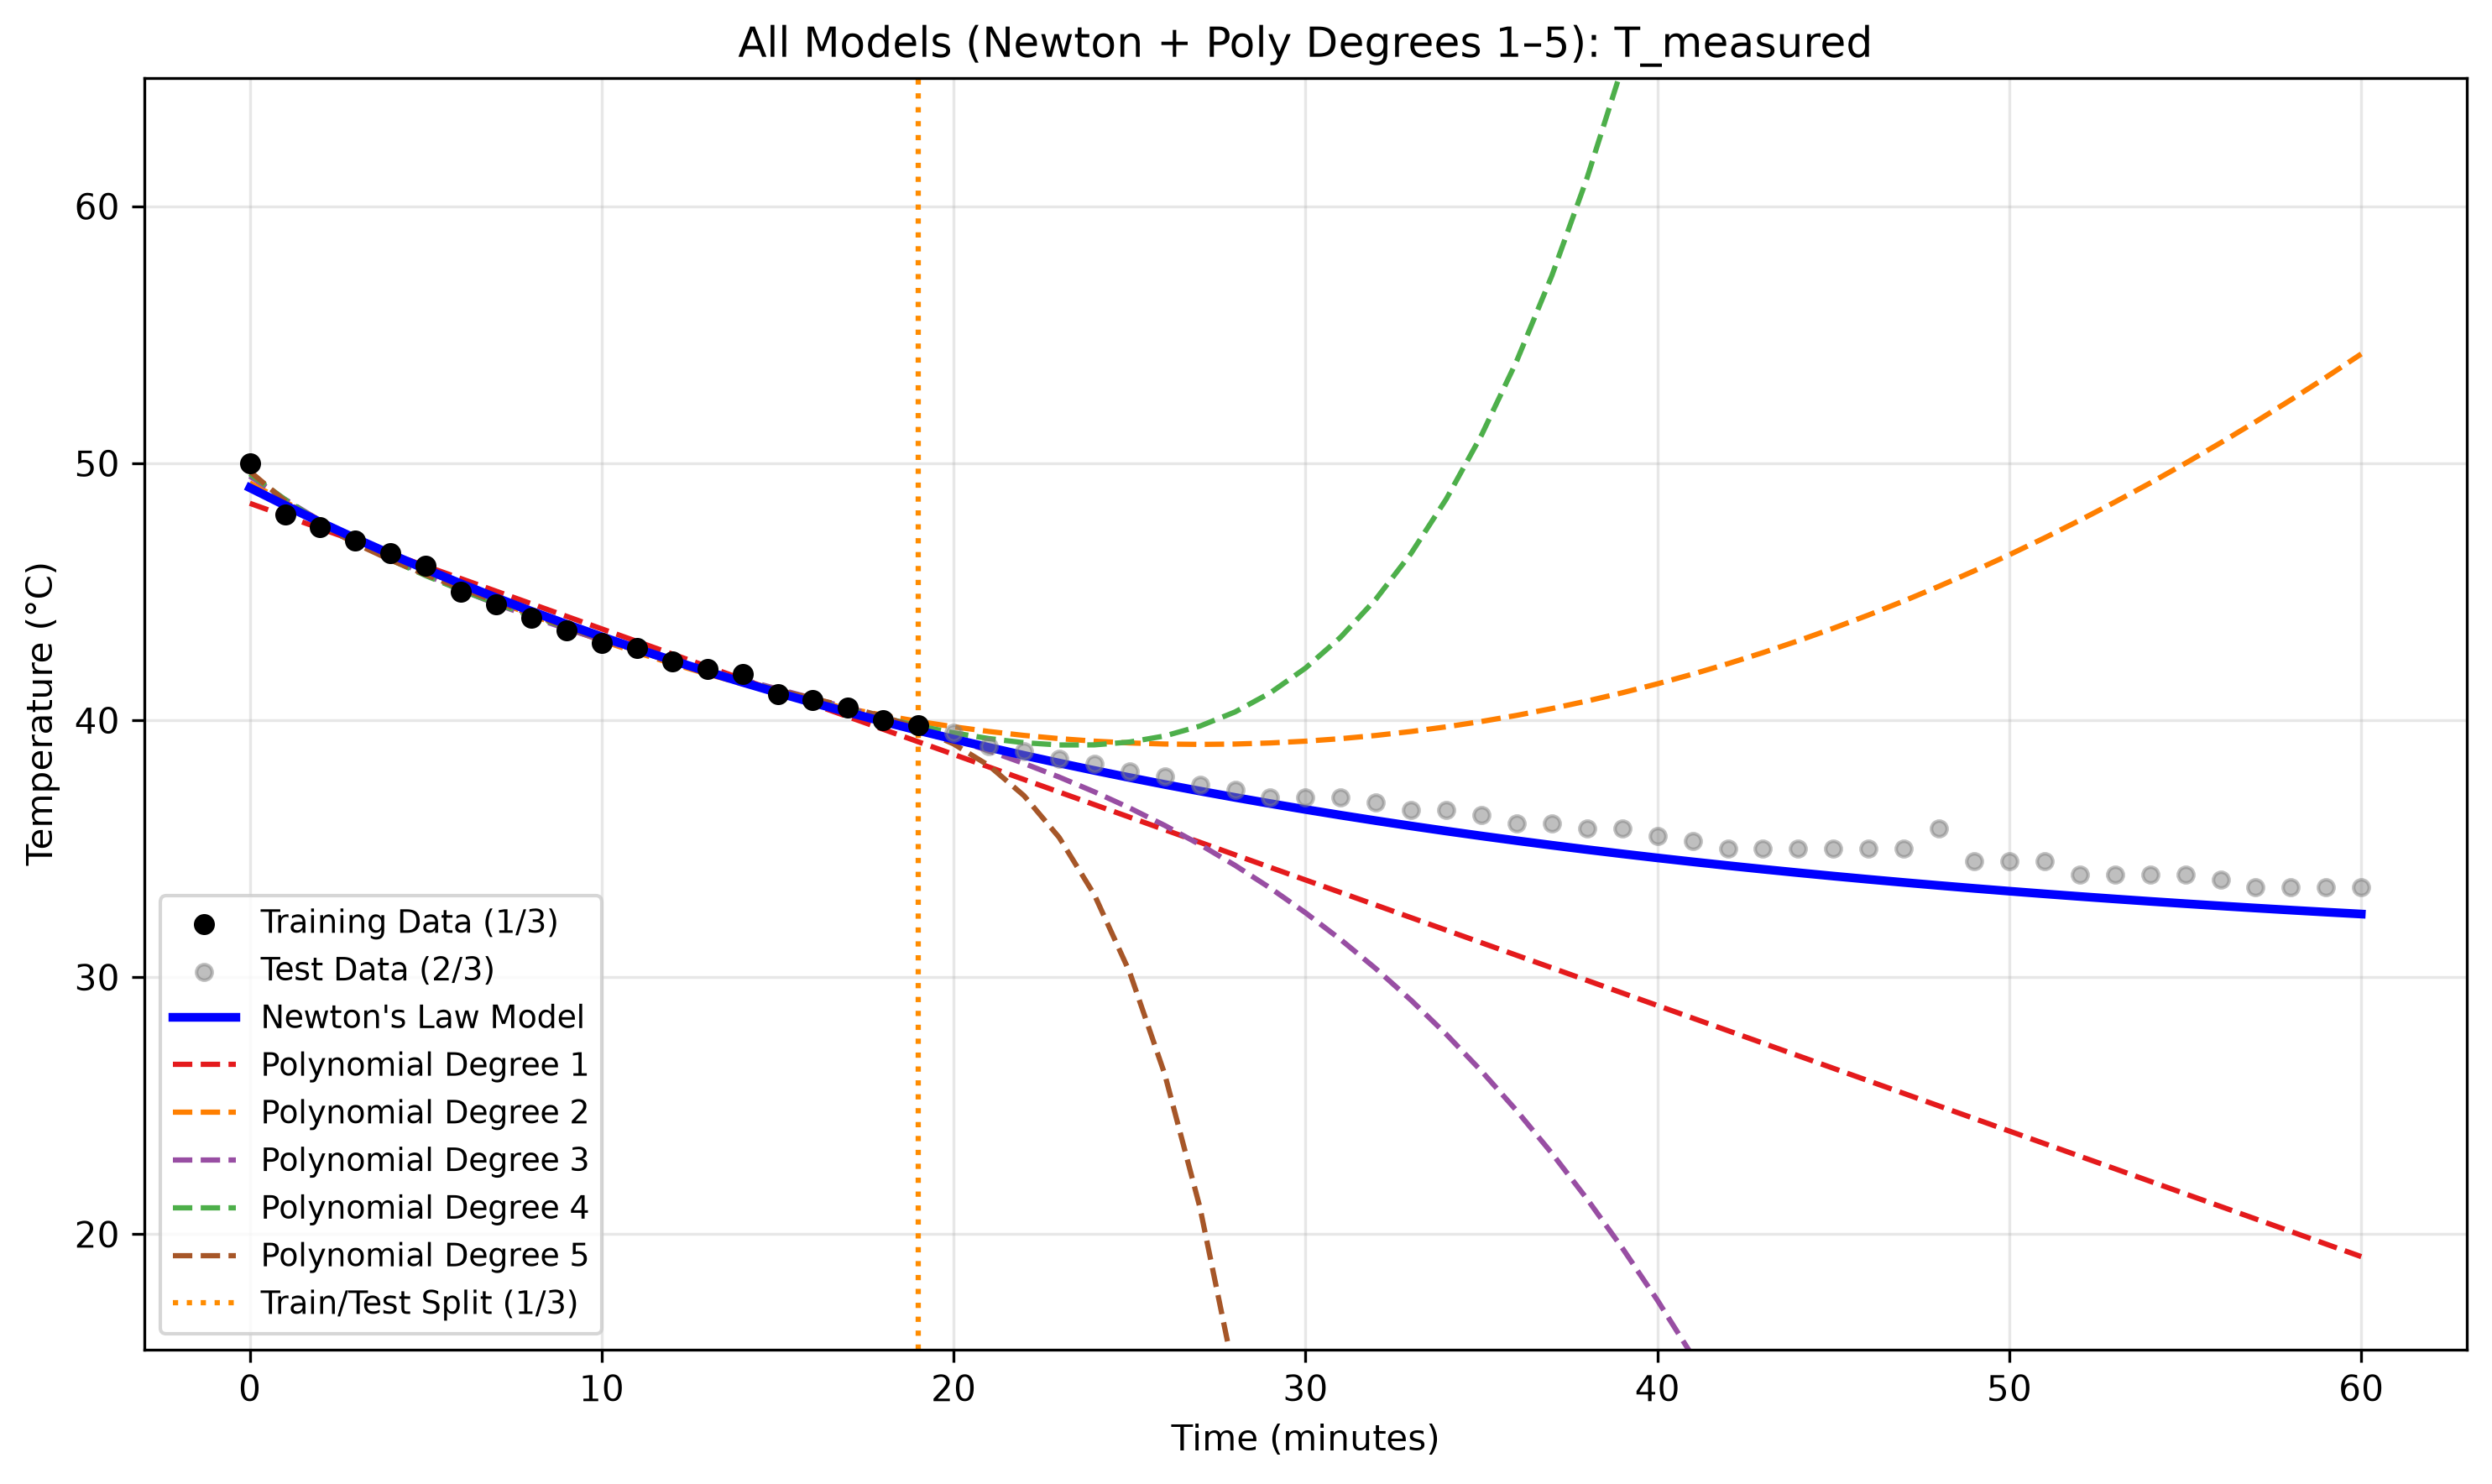 All Models (Newton + Poly Degrees 1–5): T_measured
Temperature (°C)
60
50
40
30
20
Training Data (1/3)
Test Data (2/3)
Newton's Law Model
Polynomial Degree 1
Polynomial Degree 2
Polynomial Degree 3
Polynomial Degree 4
Polynomial Degree 5
Train/Test Split (1/3)
0 10 20 30 40 50 60
Time (minutes)